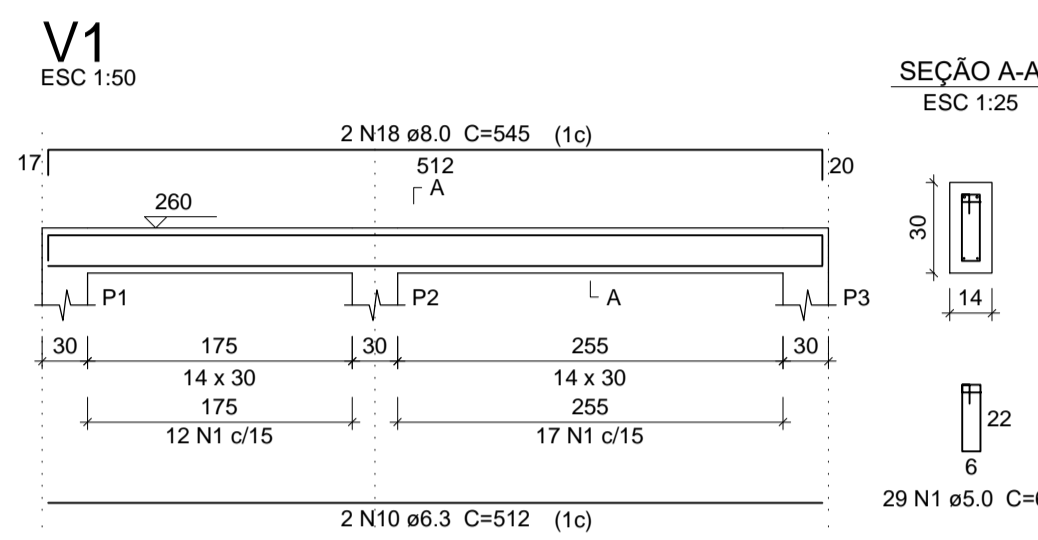 V1
ESC 1:50
SEÇÃO A-A
ESC 1:25
2 N18 ø8.0 C=545 (1c)
17
512
20
A
260
30
14
P1
P2
A
P3
30 175 30 255 30
14 x 30 14 x 30
175 255
12 N1 c/15 17 N1 c/15
22
6
29 N1 ø5.0
2 N10 ø6.3 C=512 (1c)